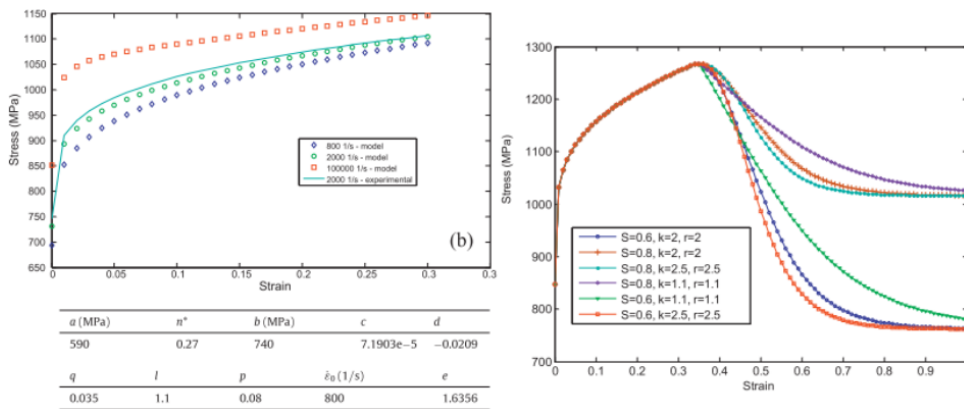 1150
1100
1050
1000
950
900
850
800
750
700
650
Stress (MPa)
800 1/s - model
2000 1/s - model
100000 1/s - model
2000 1/s - experimental
(b)
0 0.05 0.1 0.15 0.2 0.25 0.3 0.3
Strain
a (MPa) n* b (MPa) c d
590 0.27 740 7.1903e−5 −0.0209
q l p ε̇0 (1/s) e
0.035 1.1 0.08 800 1.6356
1300
1200
1100
1000
900
800
700
Stress (MPa)
S=0.6, k=2, r=2
S=0.8, k=2, r=2
S=0.8, k=2.5, r=2.5
S=0.8, k=1.1, r=1.1
S=0.6, k=1.1, r=1.1
S=0.6, k=2.5, r=2.5
0 0.1 0.2 0.3 0.4 0.5 0.6 0.7 0.8 0.9
Strain